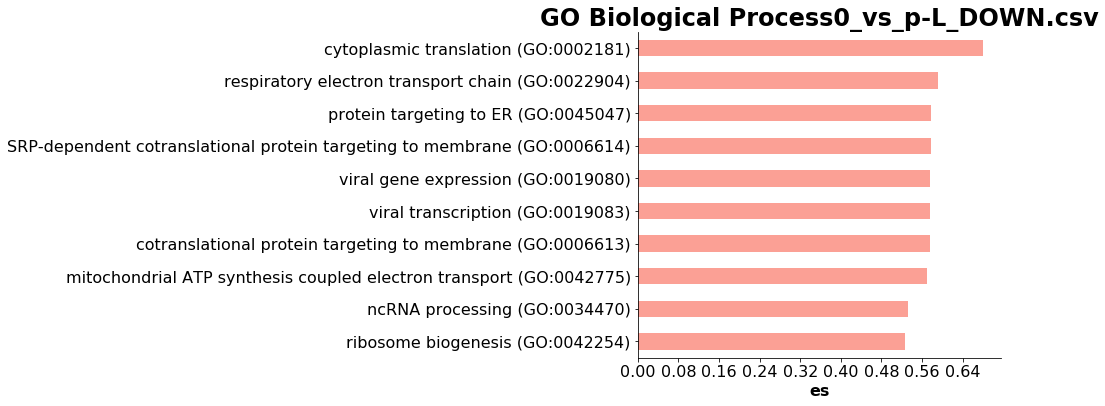 GO Biological Process0_vs_p-L_DOWN.csv
cytoplasmic translation (GO:0002181)
respiratory electron transport chain (GO:0022904)
protein targeting to ER (GO:0045047)
SRP-dependent cotranslational protein targeting to membrane (GO:0006614)
viral gene expression (GO:0019080)
viral transcription (GO:0019083)
cotranslational protein targeting to membrane (GO:0006613)
mitochondrial ATP synthesis coupled electron transport (GO:0042775)
ncRNA processing (GO:0034470)
ribosome biogenesis (GO:0042254)
0.00 0.08 0.16 0.24 0.32 0.40 0.48 0.56 0.64
es